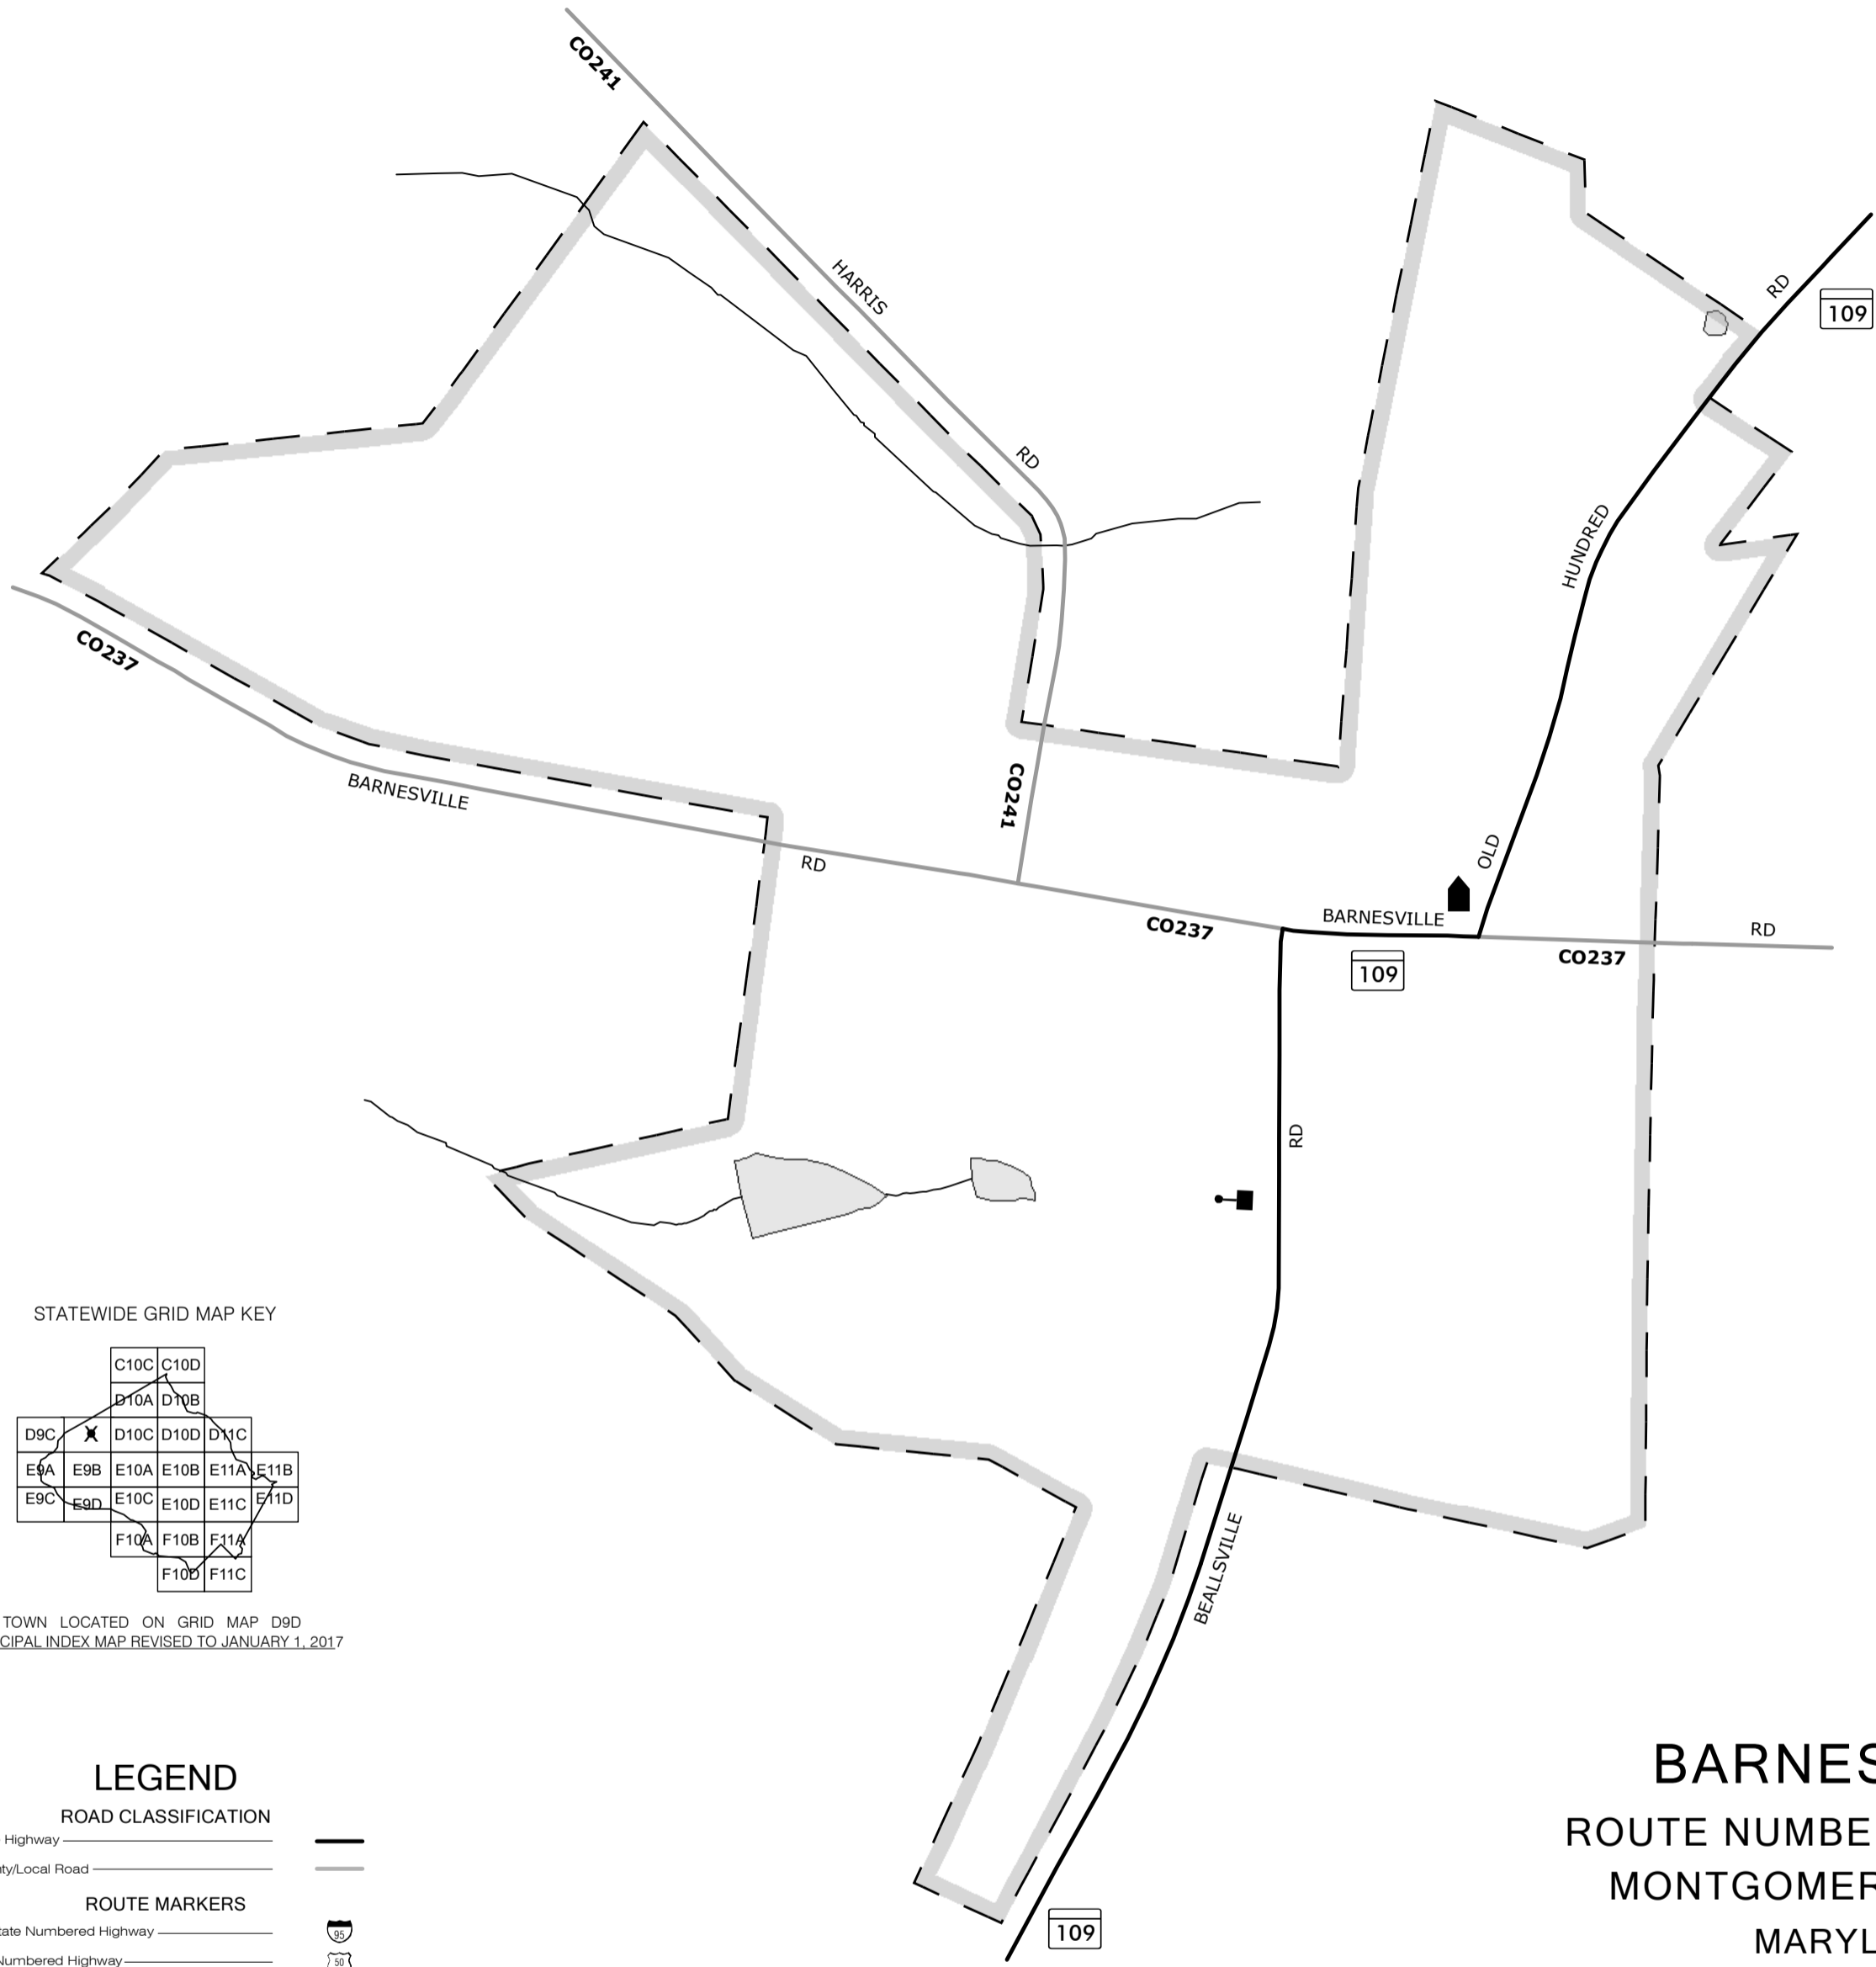 CO241
HARRIS
RD
RD
109
HUNDRED
CO237
BARNESVILLE
CO241
RD
OLD
BARNESVILLE
CO237
RD
CO237
109
RD
STATEWIDE GRID MAP KEY
C10C C10D
D10A D10B
D9C D10C D10D D11C
E9A E9B E10A E10B E11A E11B
E9C E9D E10C E10D E11C E11D
F10A F10B F11A
F10D F11C
BEALLSVILLE
TOWN LOCATED ON GRID MAP D9D
CIPAL INDEX MAP REVISED TO JANUARY 1, 2017
LEGEND
ROAD CLASSIFICATION
Highway
ty/Local Road
ROUTE MARKERS
ate Numbered Highway
95
Numbered Highway
50
109
BARNES
ROUTE NUMBE
MONTGOMER
MARYL